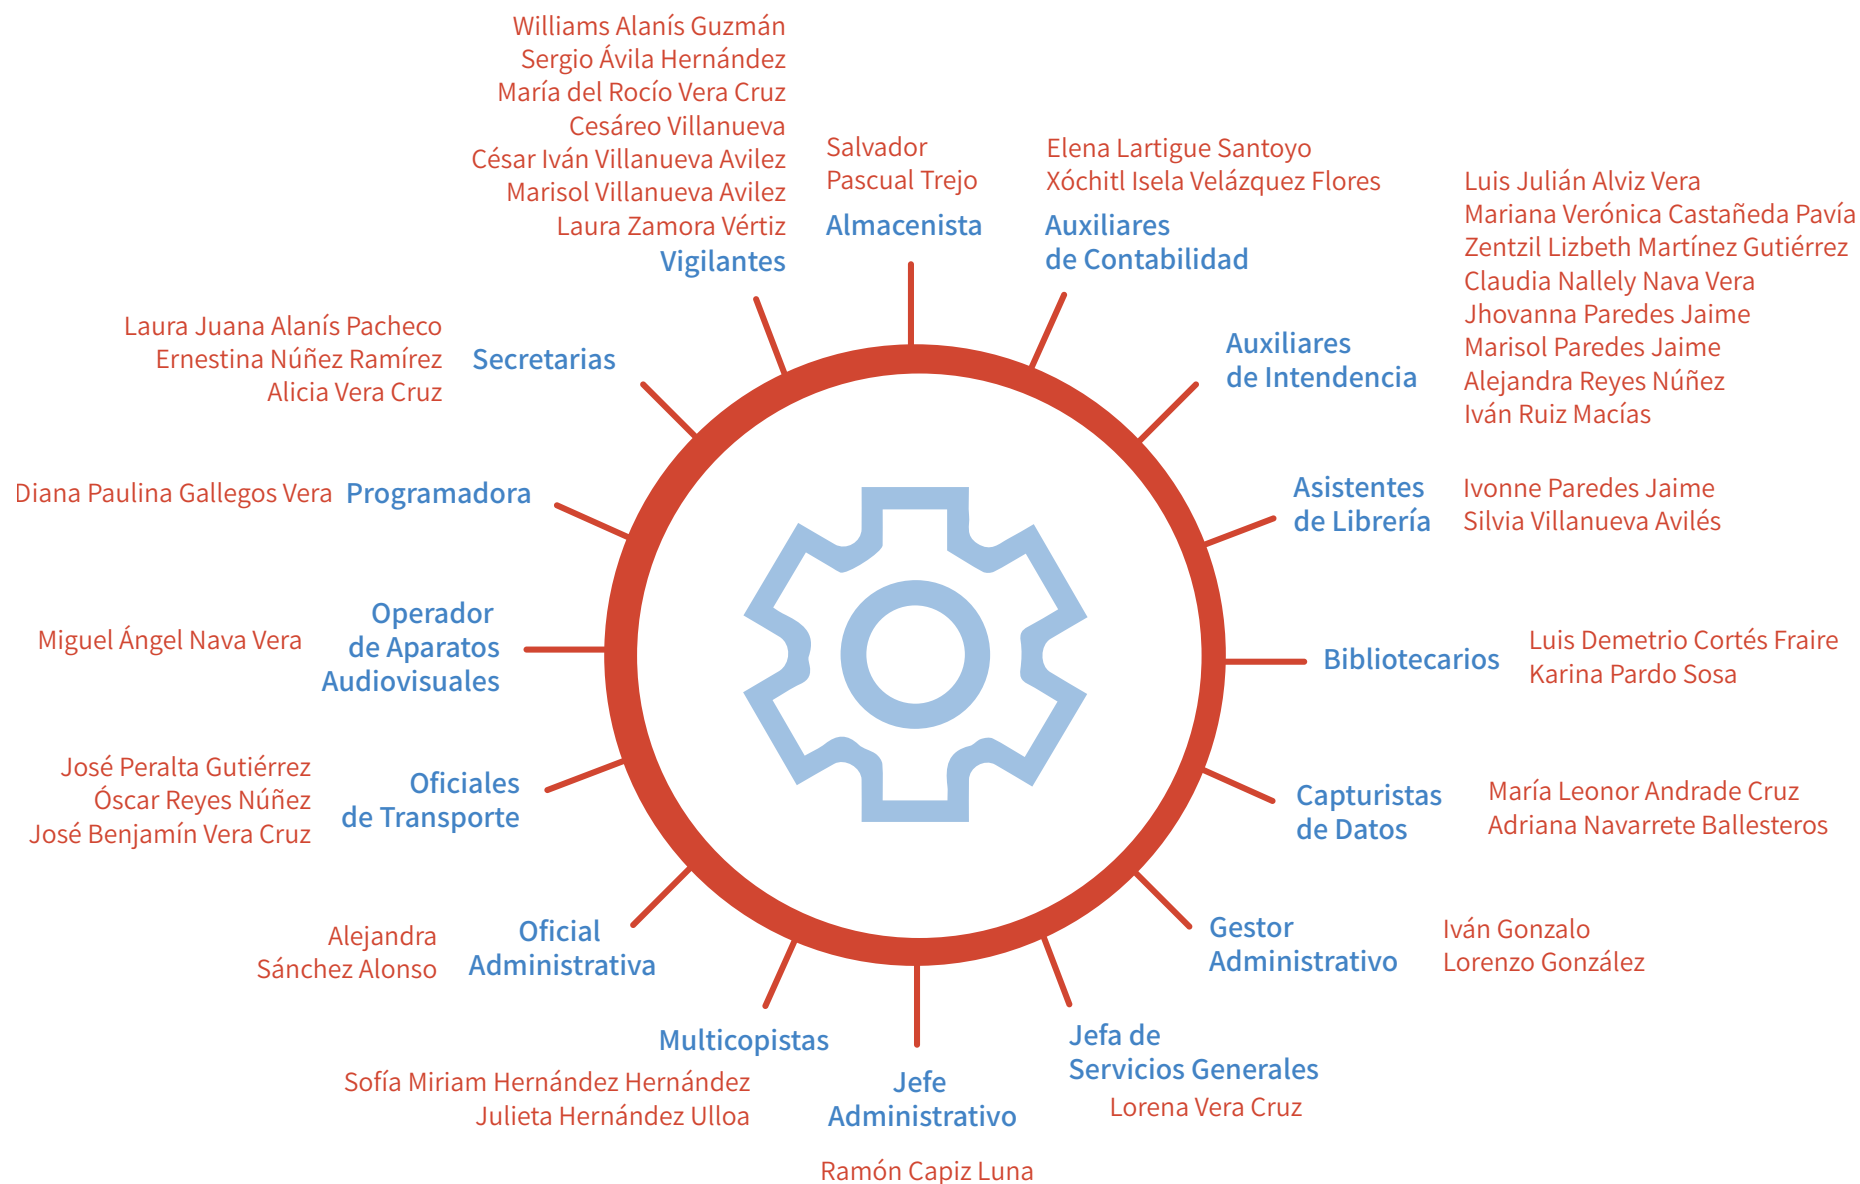 Williams Alanís Guzmán
Sergio Ávila Hernández
María del Rocío Vera Cruz
Cesáreo Villanueva
César Iván Villanueva Avilez
Marisol Villanueva Avilez
Laura Zamora Vértiz
Vigilantes
Salvador
Pascual Trejo
Almacenista
Elena Lartigue Santoyo
Xóchitl Isela Velázquez Flores
Auxiliares
de Contabilidad
Luis Julián Alviz Vera
Mariana Verónica Castañeda Pavía
Zentzil Lizbeth Martínez Gutiérrez
Claudia Nallely Nava Vera
Jhovanna Paredes Jaime
Marisol Paredes Jaime
Alejandra Reyes Núñez
Iván Ruiz Macías
Auxiliares
de Intendencia
Asistentes
de Librería
Ivonne Paredes Jaime
Silvia Villanueva Avilés
Bibliotecarios
Luis Demetrio Cortés Fraire
Karina Pardo Sosa
Capturistas
de Datos
María Leonor Andrade Cruz
Adriana Navarrete Ballesteros
Gestor
Administrativo
Iván Gonzalo
Lorenzo González
Jefa de
Servicios Generales
Lorena Vera Cruz
Jefe
Administrativo
Ramón Capiz Luna
Multicopistas
Sofía Miriam Hernández Hernández
Julieta Hernández Ulloa
Oficial
Administrativa
Alejandra
Sánchez Alonso
Oficiales
de Transporte
José Peralta Gutiérrez
Óscar Reyes Núñez
José Benjamín Vera Cruz
Operador
de Aparatos
Audiovisuales
Miguel Ángel Nava Vera
Diana Paulina Gallegos Vera Programadora
Laura Juana Alanís Pacheco
Ernestina Núñez Ramírez
Alicia Vera Cruz
Secretarias